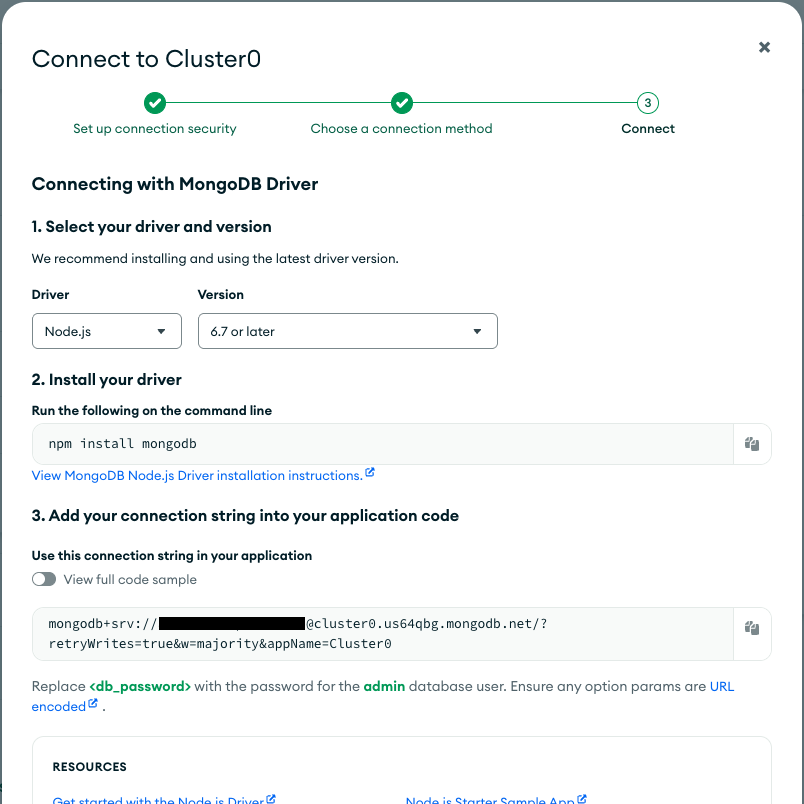 Connect to Cluster0
3
Set up connection security
Choose a connection method
Connect
Connecting with MongoDB Driver
1. Select your driver and version
We recommend installing and using the latest driver version.
Driver
Version
Node.js
6.7 or later
2. Install your driver
Run the following on the command line
npm install mongodb
View MongoDB Node.js Driver installation instructions.
3. Add your connection string into your application code
Use this connection string in your application
View full code sample
mongodb+srv://
@cluster0.us64qbg.mongodb.net/?
retryWrites=true&w=majority&appName=Cluster0
Replace <db_password> with the password for the admin database user. Ensure any option params are URL
encoded .
RESOURCES
Get started with the Node.js Driver
Node.js Starter Sample App